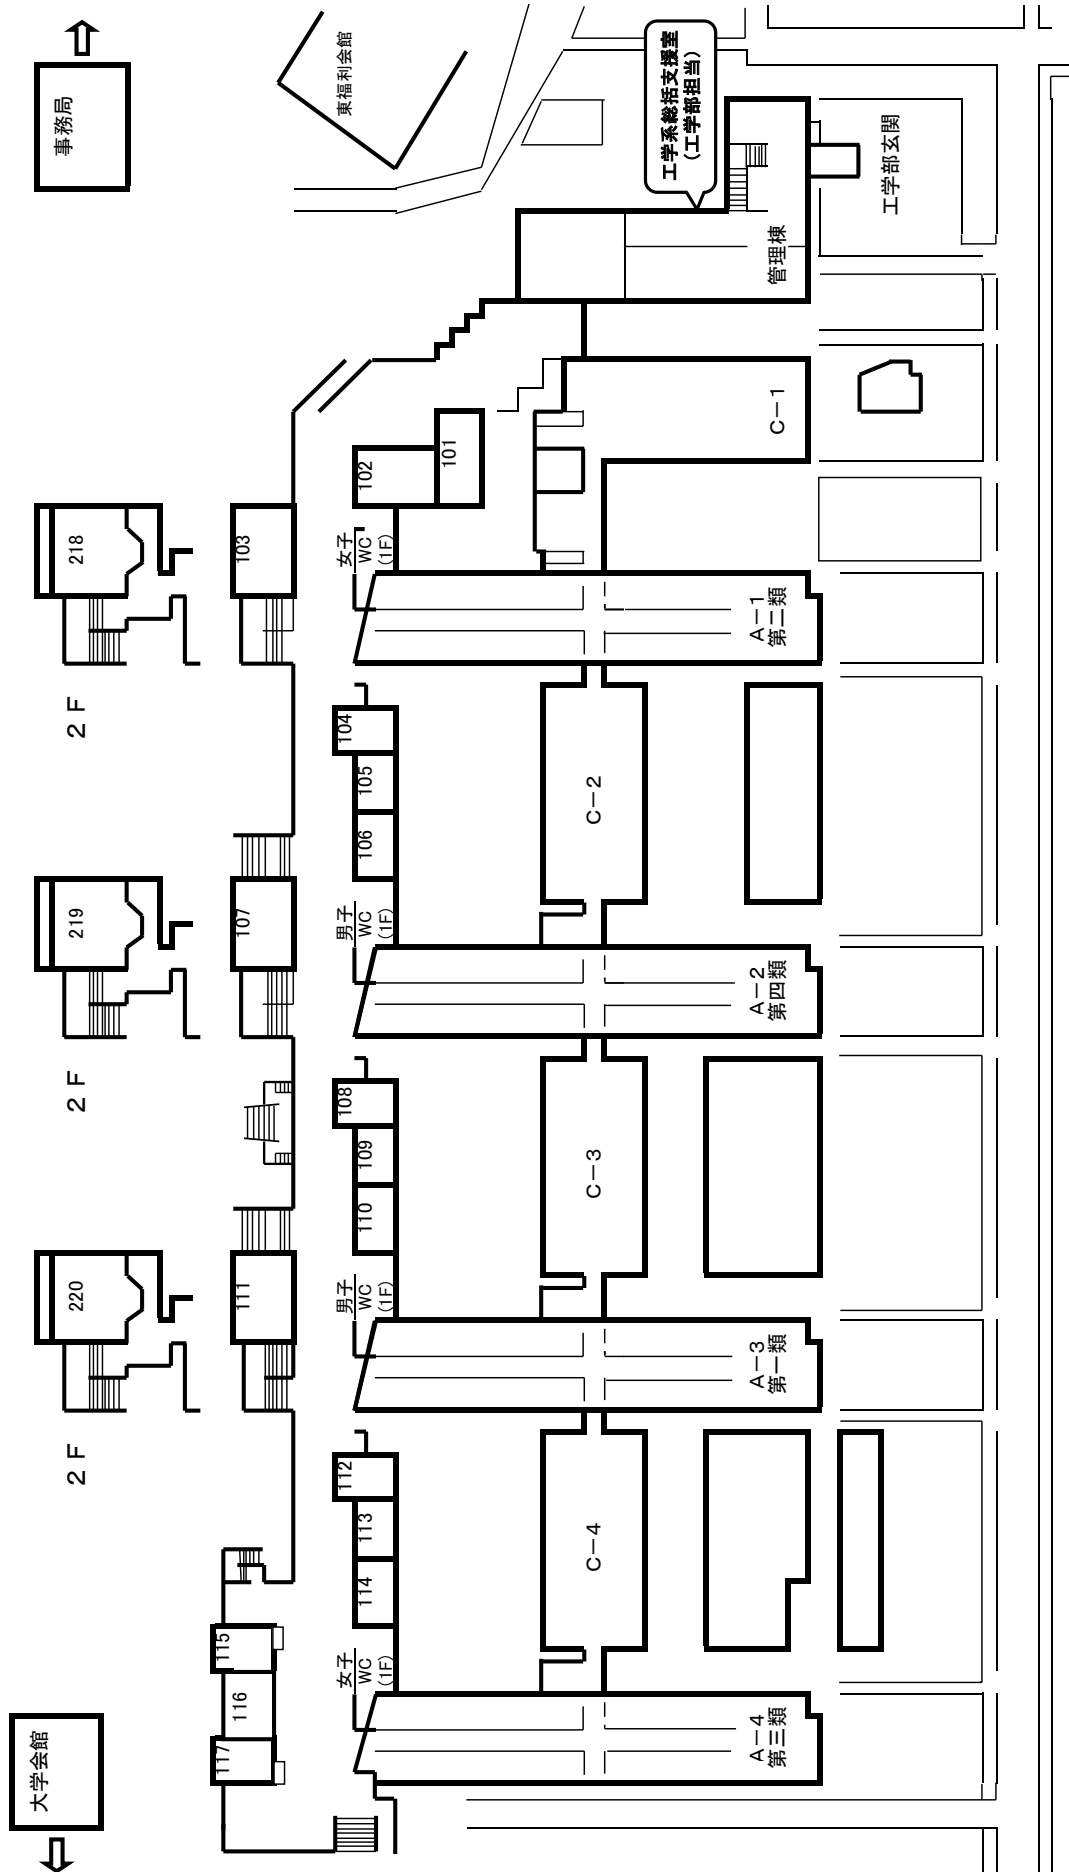 事務局
東福利会館
工学系総括支援室
(工学部担当)
工学部玄関
管理棟
C－1
101
102
女子
WC
(1F)
103
218
2F
A－1
第二類
104
105
106
C－2
男子
WC
(1F)
107
219
2F
A－2
第四類
108
109
110
C－3
男子
WC
(1F)
111
220
2F
A－3
第一類
112
113
114
C－4
女子
WC
(1F)
115
116
117
A－4
第三類
大学会館